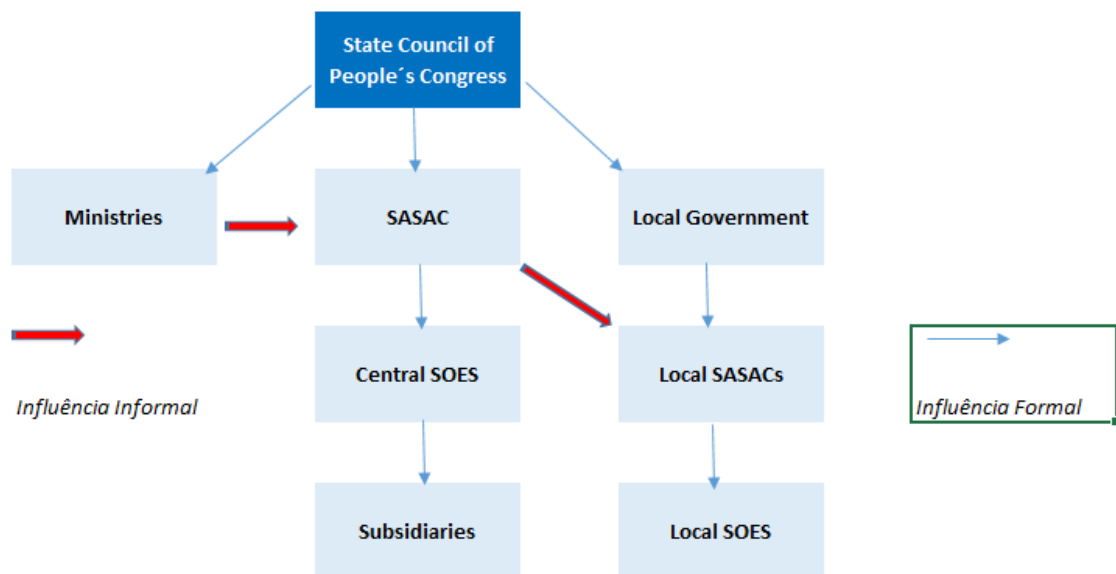 State Council of
People´s Congress
Ministries
SASAC
Local Government
Central SOES
Local SASACs
Influência Informal
Influência Formal
Subsidiaries
Local SOES